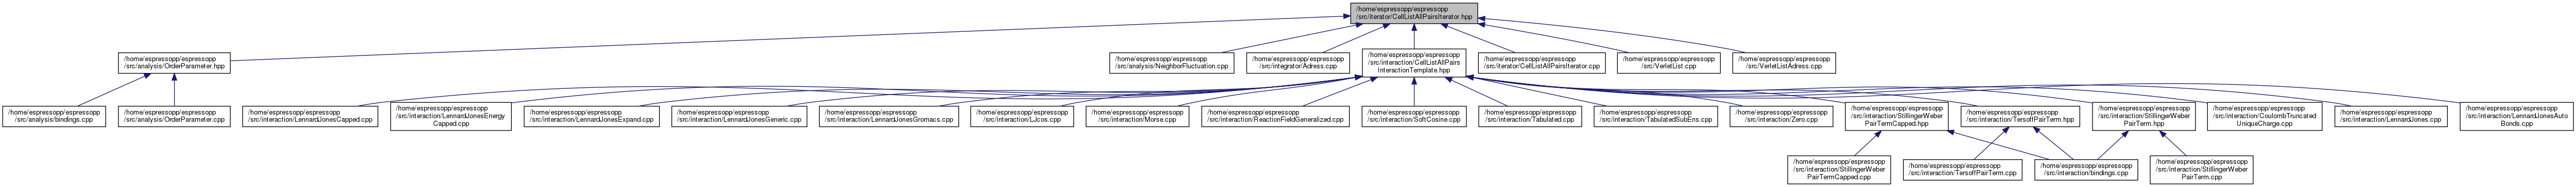 /home/espressopp/espressopp
/src/iterator/CellListAllPairsIterator.hpp
/home/espressopp/espressopp
/src/analysis/OrderParameter.hpp
/home/espressopp/espressopp
/src/analysis/NeighborFluctuation.cpp
/home/espressopp/espressopp
/src/integrator/Adress.cpp
/home/espressopp/espressopp
/src/interaction/CellListAllPairs
InteractionTemplate.hpp
/home/espressopp/espressopp
/src/iterator/CellListAllPairsIterator.cpp
/home/espressopp/espressopp
/src/VerletList.cpp
/home/espressopp/espressopp
/src/VerletListAdress.cpp
/home/espressopp/espressopp
/src/analysis/bindings.cpp
/home/espressopp/espressopp
/src/analysis/OrderParameter.cpp
/home/espressopp/espressopp
/src/interaction/LennardJonesCapped.cpp
/home/espressopp/espressopp
/src/interaction/LennardJonesEnergy
Capped.cpp
/home/espressopp/espressopp
/src/interaction/LennardJonesExpand.cpp
/home/espressopp/espressopp
/src/interaction/LennardJonesGeneric.cpp
/home/espressopp/espressopp
/src/interaction/LennardJonesGromacs.cpp
/home/espressopp/espressopp
/src/interaction/LJcos.cpp
/home/espressopp/espressopp
/src/interaction/Morse.cpp
/home/espressopp/espressopp
/src/interaction/ReactionFieldGeneralized.cpp
/home/espressopp/espressopp
/src/interaction/SoftCosine.cpp
/home/espressopp/espressopp
/src/interaction/Tabulated.cpp
/home/espressopp/espressopp
/src/interaction/TabulatedSubEns.cpp
/home/espressopp/espressopp
/src/interaction/Zero.cpp
/home/espressopp/espressopp
/src/interaction/StillingerWeber
PairTermCapped.hpp
/home/espressopp/espressopp
/src/interaction/TersoffPairTerm.hpp
/home/espressopp/espressopp
/src/interaction/StillingerWeber
PairTerm.hpp
/home/espressopp/espressopp
/src/interaction/CoulombTruncated
UniqueCharge.cpp
/home/espressopp/espressopp
/src/interaction/LennardJones.cpp
/home/espressopp/espressopp
/src/interaction/LennardJonesAuto
Bonds.cpp
/home/espressopp/espressopp
/src/interaction/StillingerWeber
PairTermCapped.cpp
/home/espressopp/espressopp
/src/interaction/TersoffPairTerm.cpp
/home/espressopp/espressopp
/src/interaction/bindings.cpp
/home/espressopp/espressopp
/src/interaction/StillingerWeber
PairTerm.cpp